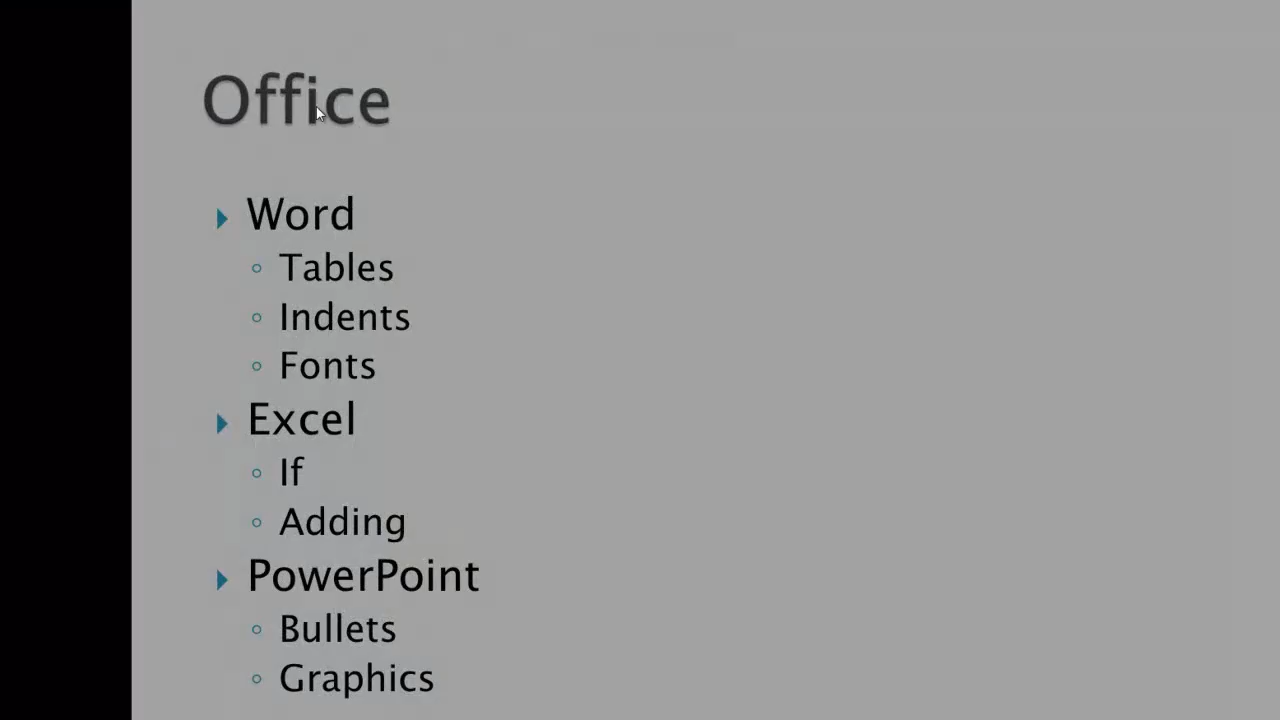 Office
Word
Tables
Indents
Fonts
Excel
If
Adding
PowerPoint
Bullets
Graphics